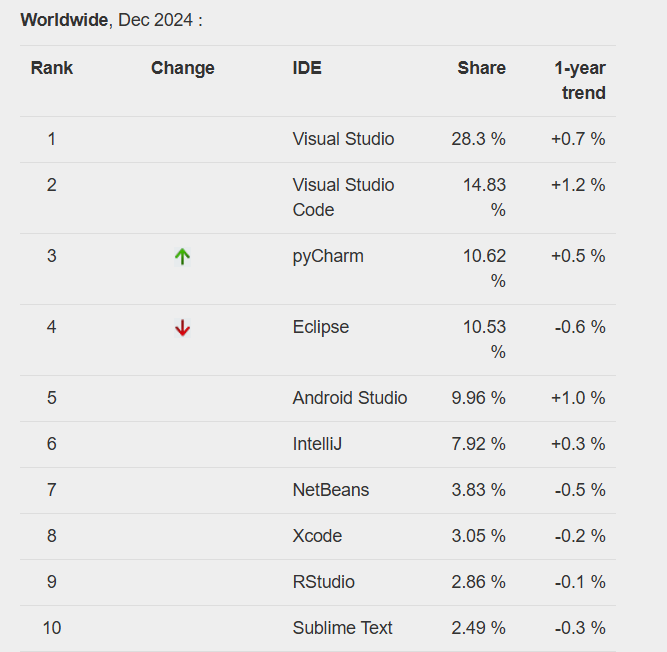 Worldwide, Dec 2024 :
Rank Change IDE Share 1-year
trend
1 Visual Studio 28.3 % +0.7 %
2 Visual Studio 14.83 +1.2 %
Code %
3 pyCharm 10.62 +0.5 %
%
4 Eclipse 10.53 -0.6 %
%
5 Android Studio 9.96 % +1.0 %
6 IntelliJ 7.92 % +0.3 %
7 NetBeans 3.83 % -0.5 %
8 Xcode 3.05 % -0.2 %
9 RStudio 2.86 % -0.1 %
10 Sublime Text 2.49 % -0.3 %